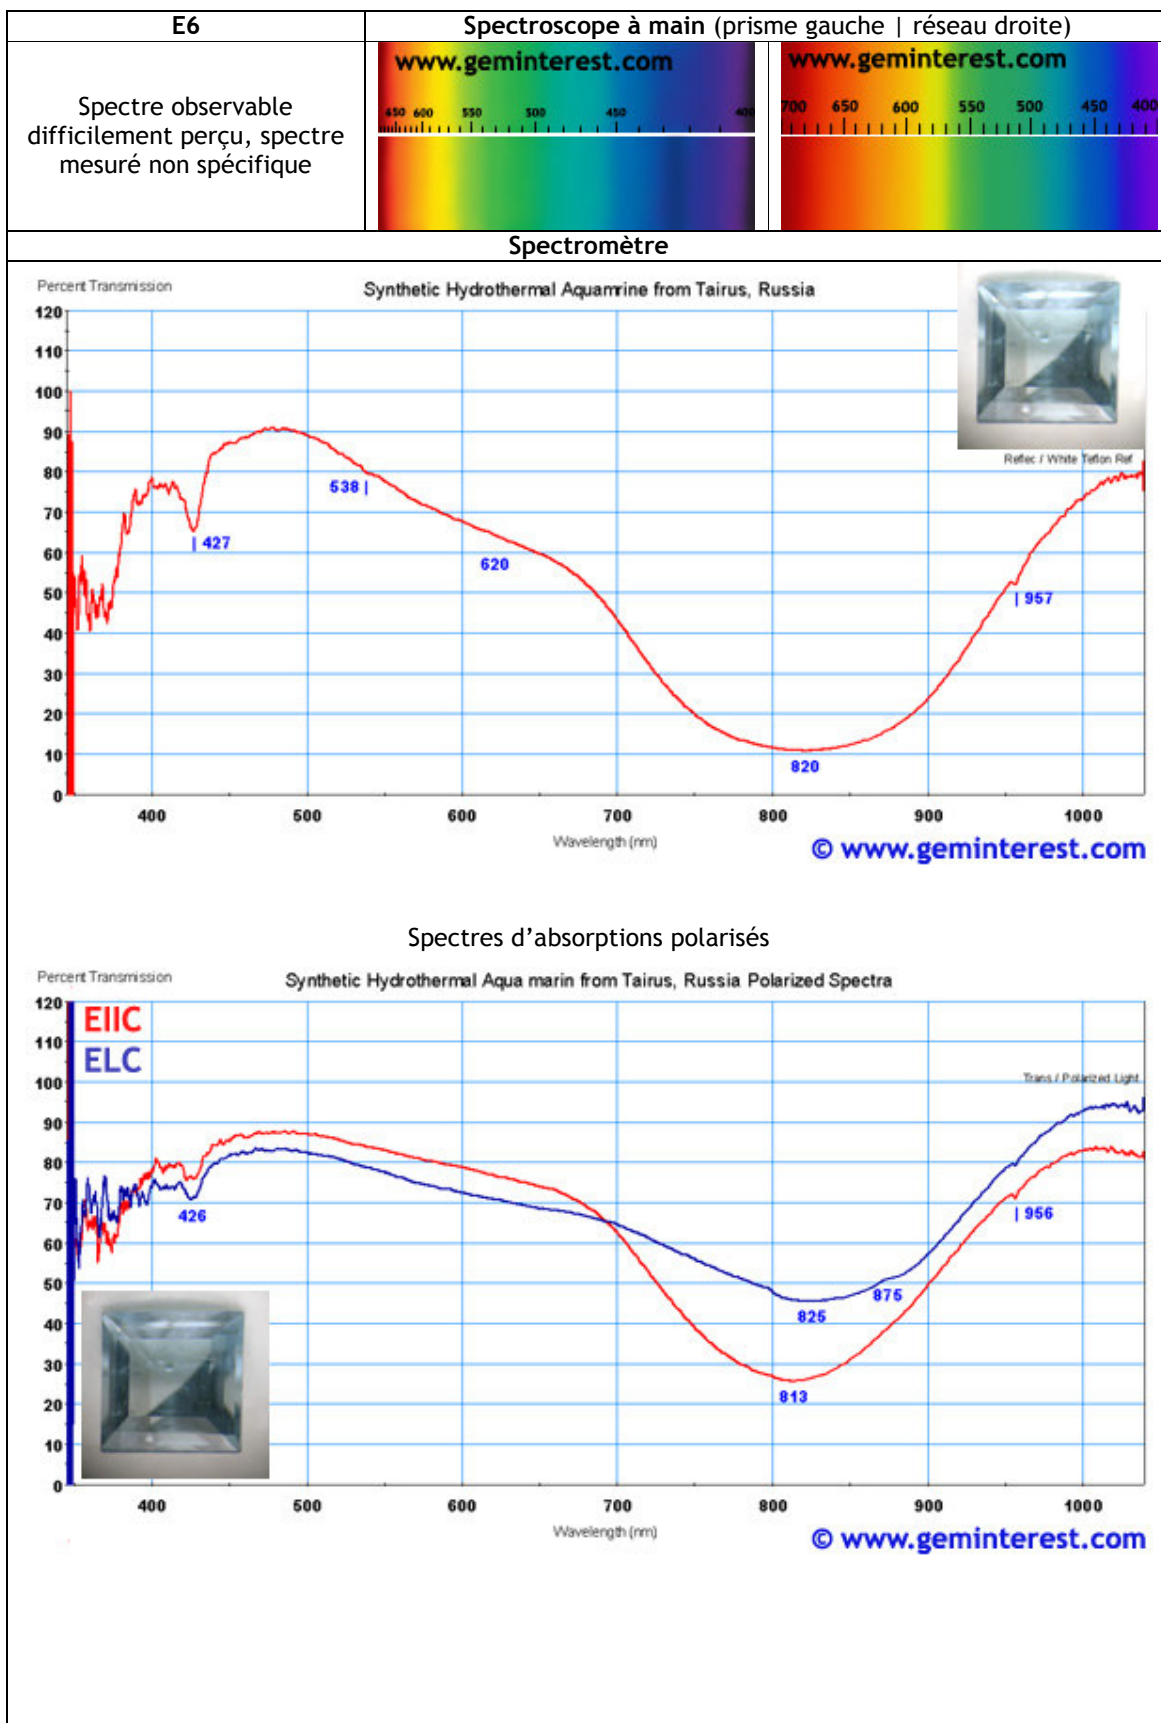 E6
Spectroscope à main (prisme gauche | réseau droite)
Spectre observable
difficilement perçu, spectre
mesuré non spécifique
www.geminterest.com
650 600 550 500 450 400
www.geminterest.com
700 650 600 550 500 450 400
Spectromètre
Percent Transmission
Synthetic Hydrothermal Aquamrine from Tairus, Russia
120
110
100
90
80
70
60
50
40
30
20
10
0
Reflec / White Teflon Ref
538 |
| 427
620
| 957
820
400 500 600 700 800 900 1000
Wavelength (nm)
© www.geminterest.com
Spectres d’absorptions polarisés
Percent Transmission
Synthetic Hydrothermal Aqua marin from Tairus, Russia Polarized Spectra
120
110
100
90
80
70
60
50
40
30
20
10
0
EIIC
ELC
Trans / Polarized Light
426
| 956
875
825
813
400 500 600 700 800 900 1000
Wavelength (nm)
© www.geminterest.com